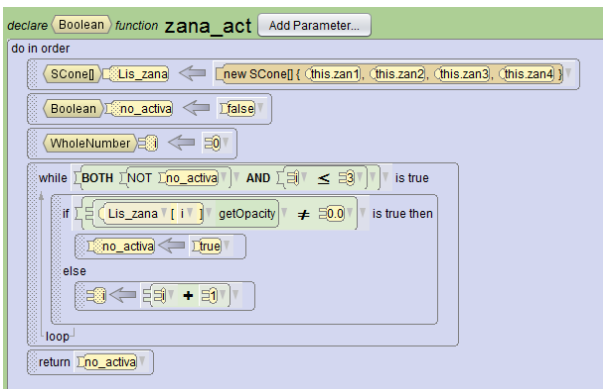 declare Boolean function zana_act Add Parameter...
do in order
SCone[] Lis_zana new SCone[] { this.zan1, this.zan2, this.zan3, this.zan4 }
Boolean no_activa false
WholeNumber i 0
while BOTH NOT no_activa AND i ≤ 3 is true
if Lis_zana [ i ] getOpacity ≠ 0.0 is true then
no_activa true
else
i i + 1
loop
return no_activa